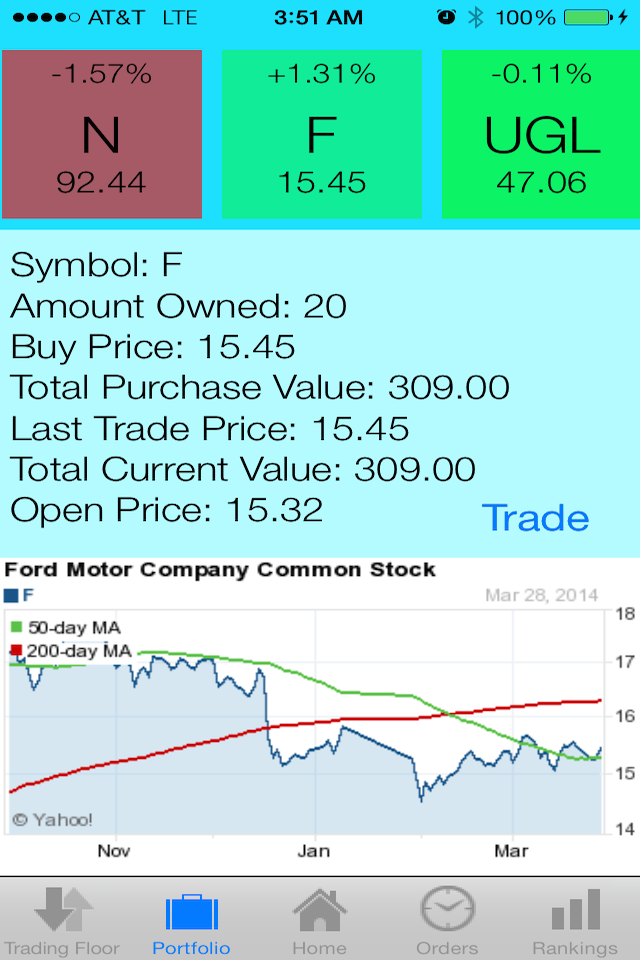 AT&T LTE 3:51 AM 100%
-1.57% +1.31% -0.11%
N F UGL
92.44 15.45 47.06
Symbol: F
Amount Owned: 20
Buy Price: 15.45
Total Purchase Value: 309.00
Last Trade Price: 15.45
Total Current Value: 309.00
Open Price: 15.32
Trade
Ford Motor Company Common Stock
F Mar 28, 2014
18
50-day MA
200-day MA
17
16
15
© Yahoo!
14
Nov Jan Mar
Trading Floor Portfolio Home Orders Rankings